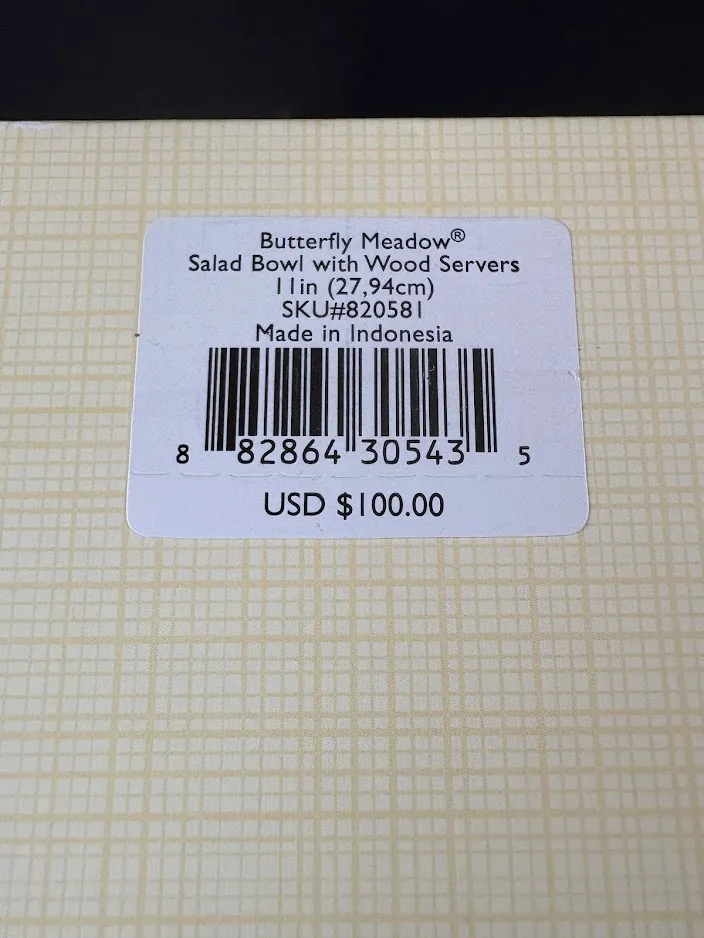 Butterfly Meadow®
Salad Bowl with Wood Servers
11in (27,94cm)
SKU#820581
Made in Indonesia
8 82864 30543 5
USD $100.00